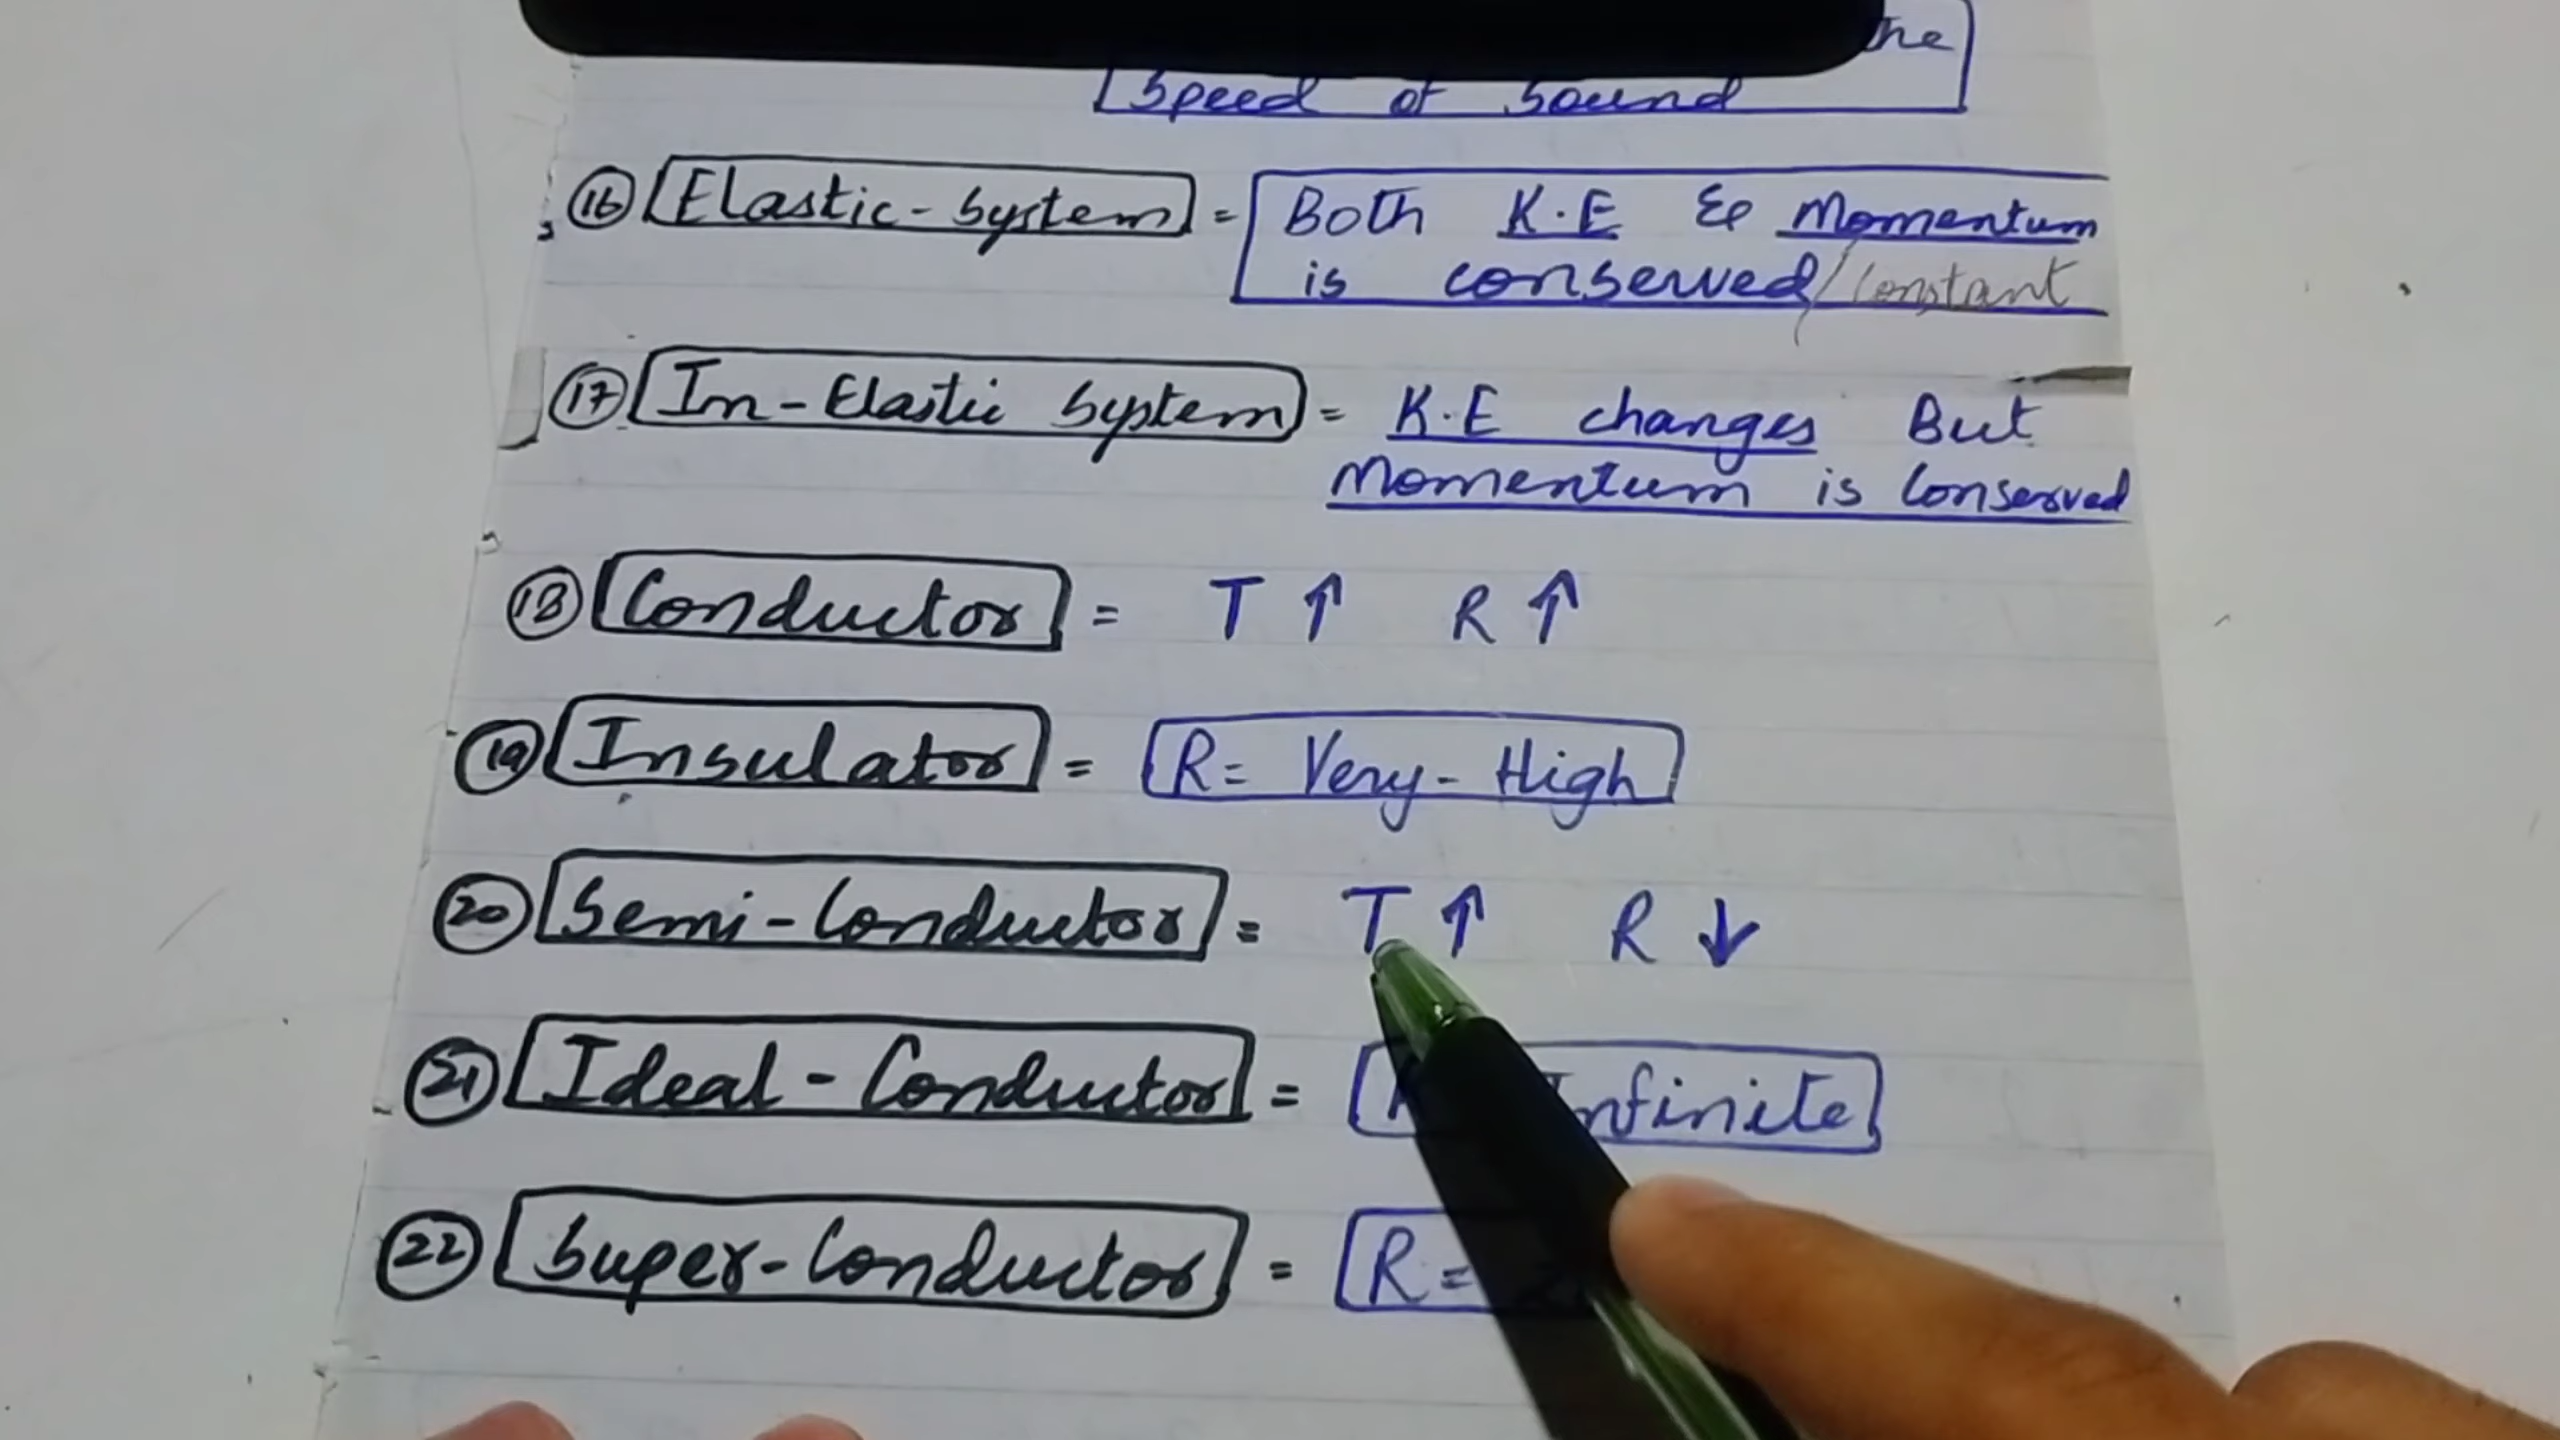 the
Speed of Sound
16 Elastic-System = Both K.E & Momentum
is conserved/Constant
17 In-Elastic System = K.E changes But
Momentum is Conserved
18 Conductor = T ↑ R ↑
19 Insulator = R = Very-High
20 Semi-Conductor = T ↑ R ↓
21 Ideal-Conductor = Infinite
22 Super-Conductor = R =